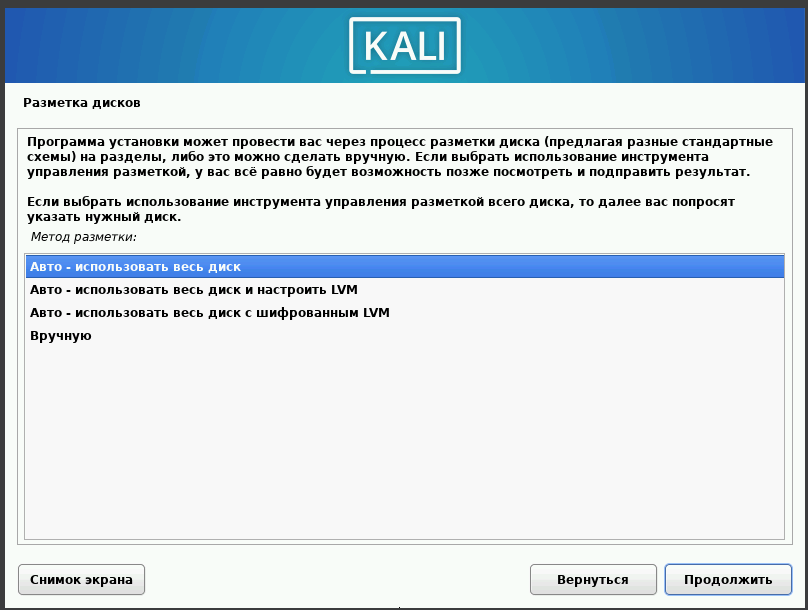 KALI
Разметка дисков
Программа установки может провести вас через процесс разметки диска (предлагая разные стандартные
схемы) на разделы, либо это можно сделать вручную. Если выбрать использование инструмента
управления разметкой, у вас всё равно будет возможность позже посмотреть и подправить результат.
Если выбрать использование инструмента управления разметкой всего диска, то далее вас попросят
указать нужный диск.
Метод разметки:
Авто - использовать весь диск
Авто - использовать весь диск и настроить LVM
Авто - использовать весь диск с шифрованным LVM
Вручную
Снимок экрана
Вернуться
Продолжить